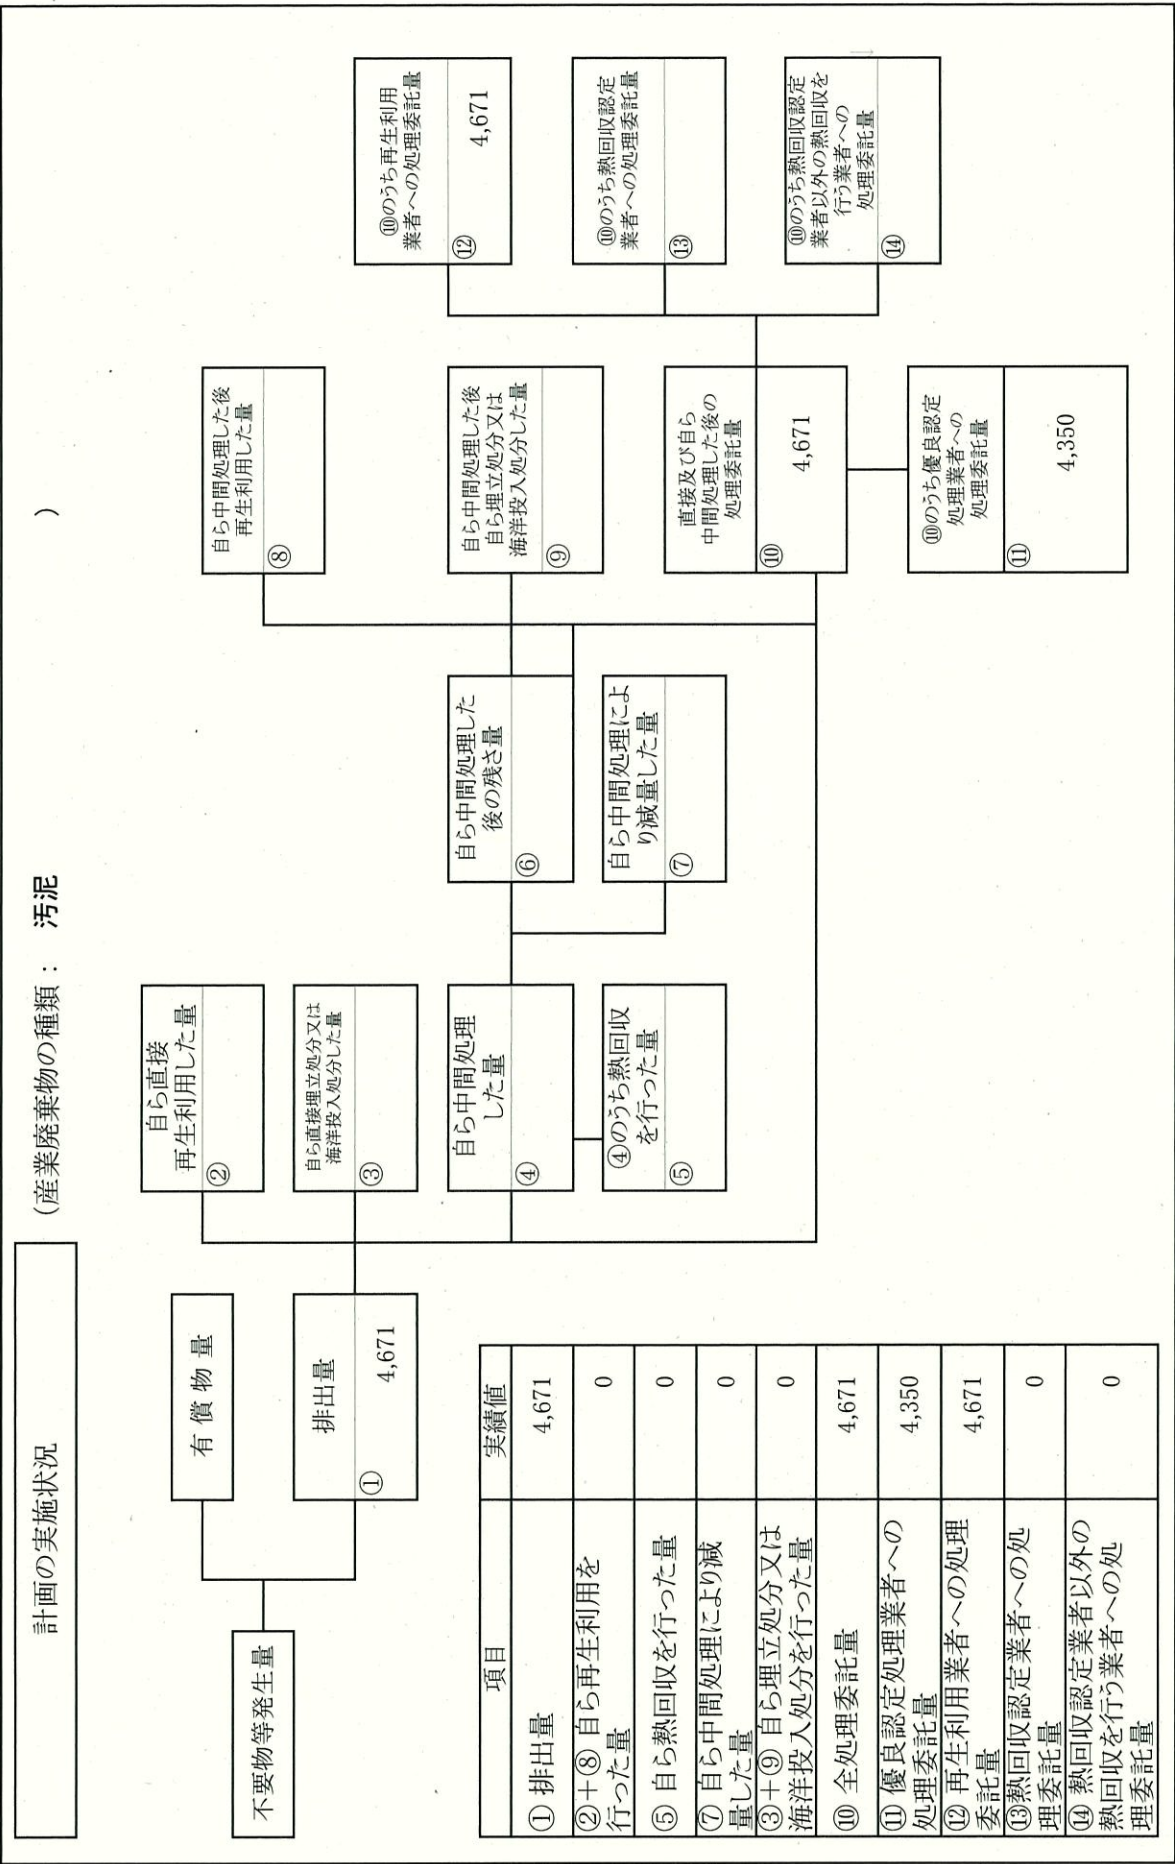 計画の実施状況
(産業廃棄物の種類： 汚泥 )
不要物等発生量
有償物量
排出量
① 4,671
自ら直接
再生利用した量
②
自ら直接埋立処分又は
海洋投入処分した量
③
自ら中間処理
した量
④
④のうち熱回収
を行った量
⑤
自ら中間処理した
後の残さ量
⑥
自ら中間処理によ
り減量した量
⑦
自ら中間処理した後
再生利用した量
⑧
自ら中間処理した後
自ら埋立処分又は
海洋投入処分した量
⑨
直接及び自ら
中間処理した後の
処理委託量
⑩ 4,671
⑩のうち優良認定
処理業者への
処理委託量
⑪ 4,350
⑩のうち再生利用
業者への処理委託量
⑫ 4,671
⑩のうち熱回収認定
業者への処理委託量
⑬
⑩のうち熱回収認定
業者以外の熱回収を
行う業者への
処理委託量
⑭
項目 実績値
① 排出量 4,671
②＋⑧ 自ら再生利用を
行った量 0
⑤ 自ら熱回収を行った量 0
⑦ 自ら中間処理により減
量した量 0
③＋⑨ 自ら埋立処分又は
海洋投入処分を行った量 0
⑩ 全処理委託量 4,671
⑪ 優良認定処理業者への
処理委託量 4,350
⑫ 再生利用業者への処理
委託量 4,671
⑬熱回収認定業者への処
理委託量 0
⑭ 熱回収認定業者以外の
熱回収を行う業者への処
理委託量 0